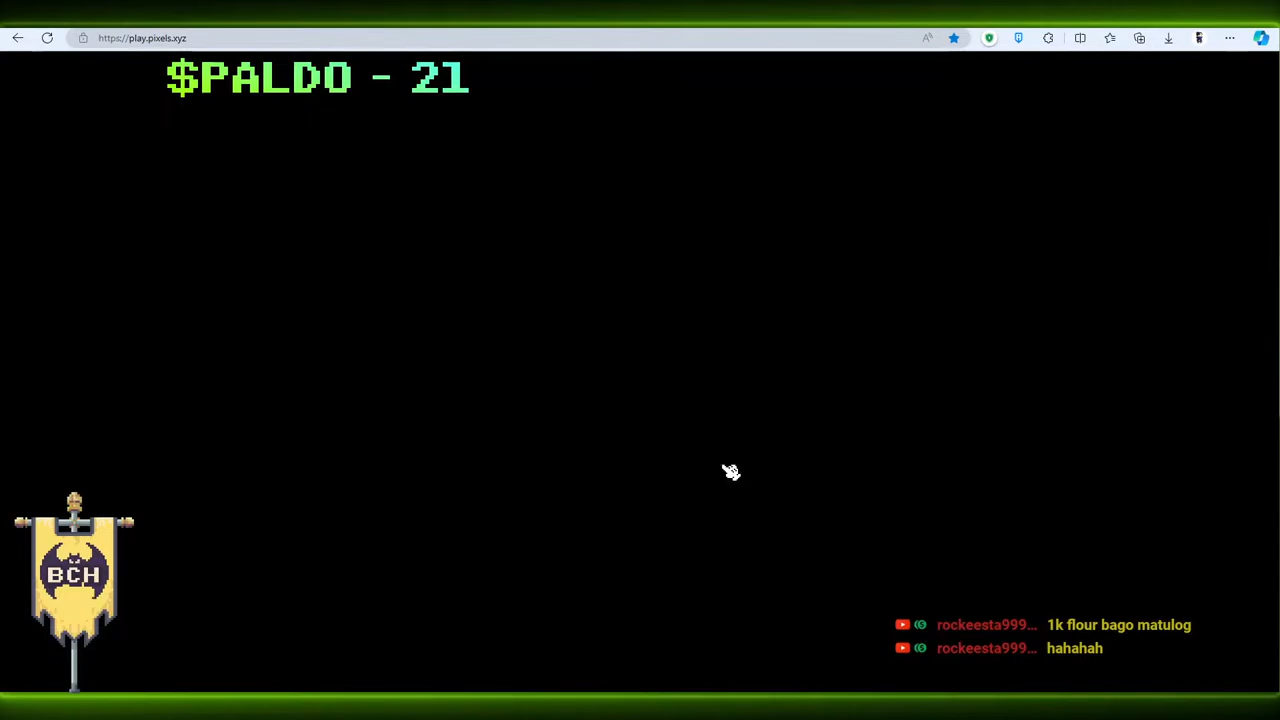 https://play.pixels.xyz
$PALDO - 21
BCH
rockeesta999... 1k flour bago matulog
rockeesta999... hahahah